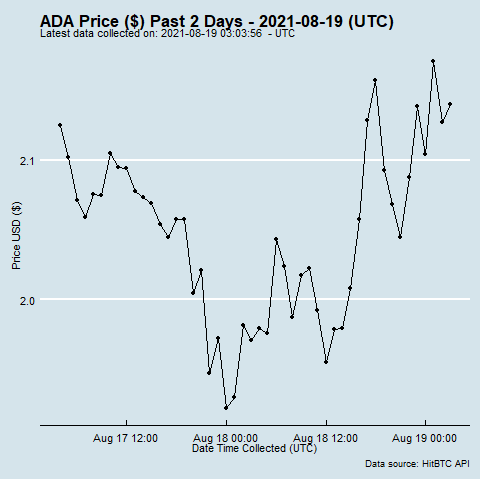 ADA Price ($) Past 2 Days - 2021-08-19 (UTC)
Latest data collected on: 2021-08-19 03:03:56  - UTC
Price USD ($)
2.1
2.0
Aug 17 12:00
Aug 18 00:00
Aug 18 12:00
Aug 19 00:00
Date Time Collected (UTC)
Data source: HitBTC API